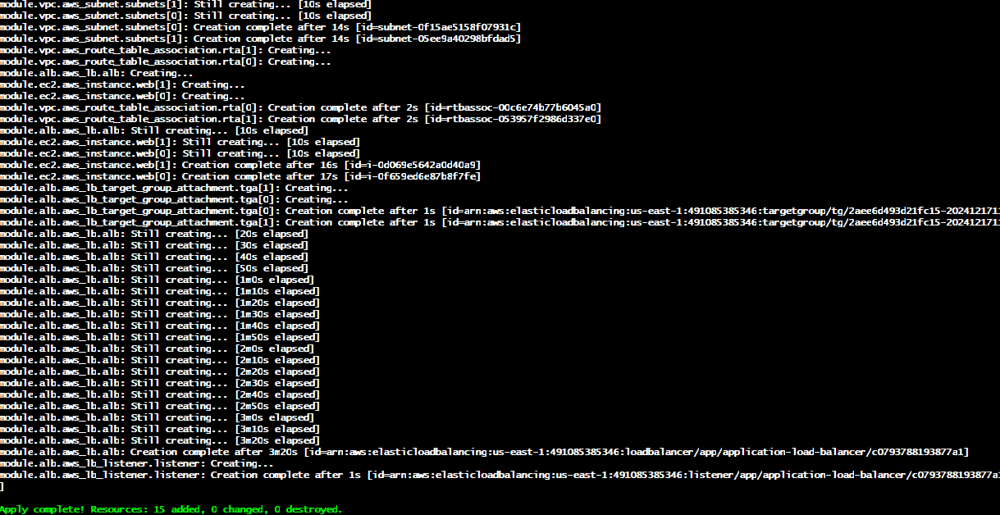 module.vpc.aws_subnet.subnets[1]: Still creating... [10s elapsed]
module.vpc.aws_subnet.subnets[0]: Still creating... [10s elapsed]
module.vpc.aws_subnet.subnets[0]: Creation complete after 14s [id=subnet-0f15ae5158f07931c]
module.vpc.aws_subnet.subnets[1]: Creation complete after 14s [id=subnet-05ee9a40298bfdad5]
module.vpc.aws_route_table_association.rta[1]: Creating...
module.vpc.aws_route_table_association.rta[0]: Creating...
module.alb.aws_lb.alb: Creating...
module.ec2.aws_instance.web[1]: Creating...
module.ec2.aws_instance.web[0]: Creating...
module.vpc.aws_route_table_association.rta[0]: Creation complete after 2s [id=rtbassoc-00c6e74b77b6045a0]
module.vpc.aws_route_table_association.rta[1]: Creation complete after 2s [id=rtbassoc-053957f2986d337e0]
module.alb.aws_lb.alb: Still creating... [10s elapsed]
module.ec2.aws_instance.web[1]: Still creating... [10s elapsed]
module.ec2.aws_instance.web[0]: Still creating... [10s elapsed]
module.ec2.aws_instance.web[1]: Creation complete after 16s [id=i-0d069e5642a0d40a9]
module.ec2.aws_instance.web[0]: Creation complete after 17s [id=i-0f659ed6e87b8f7fe]
module.alb.aws_lb_target_group_attachment.tga[1]: Creating...
module.alb.aws_lb_target_group_attachment.tga[0]: Creating...
module.alb.aws_lb_target_group_attachment.tga[0]: Creation complete after 1s [id=arn:aws:elasticloadbalancing:us-east-1:491085385346:targetgroup/tg/2aee6d493d21fc15-2024121711
module.alb.aws_lb_target_group_attachment.tga[1]: Creation complete after 1s [id=arn:aws:elasticloadbalancing:us-east-1:491085385346:targetgroup/tg/2aee6d493d21fc15-2024121711
module.alb.aws_lb.alb: Still creating... [20s elapsed]
module.alb.aws_lb.alb: Still creating... [30s elapsed]
module.alb.aws_lb.alb: Still creating... [40s elapsed]
module.alb.aws_lb.alb: Still creating... [50s elapsed]
module.alb.aws_lb.alb: Still creating... [1m0s elapsed]
module.alb.aws_lb.alb: Still creating... [1m10s elapsed]
module.alb.aws_lb.alb: Still creating... [1m20s elapsed]
module.alb.aws_lb.alb: Still creating... [1m30s elapsed]
module.alb.aws_lb.alb: Still creating... [1m40s elapsed]
module.alb.aws_lb.alb: Still creating... [1m50s elapsed]
module.alb.aws_lb.alb: Still creating... [2m0s elapsed]
module.alb.aws_lb.alb: Still creating... [2m10s elapsed]
module.alb.aws_lb.alb: Still creating... [2m20s elapsed]
module.alb.aws_lb.alb: Still creating... [2m30s elapsed]
module.alb.aws_lb.alb: Still creating... [2m40s elapsed]
module.alb.aws_lb.alb: Still creating... [2m50s elapsed]
module.alb.aws_lb.alb: Still creating... [3m0s elapsed]
module.alb.aws_lb.alb: Still creating... [3m10s elapsed]
module.alb.aws_lb.alb: Still creating... [3m20s elapsed]
module.alb.aws_lb.alb: Creation complete after 3m20s [id=arn:aws:elasticloadbalancing:us-east-1:491085385346:loadbalancer/app/application-load-balancer/c0793788193877a1]
module.alb.aws_lb_listener.listener: Creating...
module.alb.aws_lb_listener.listener: Creation complete after 1s [id=arn:aws:elasticloadbalancing:us-east-1:491085385346:listener/app/application-load-balancer/c0793788193877a1
]
Apply complete! Resources: 15 added, 0 changed, 0 destroyed.